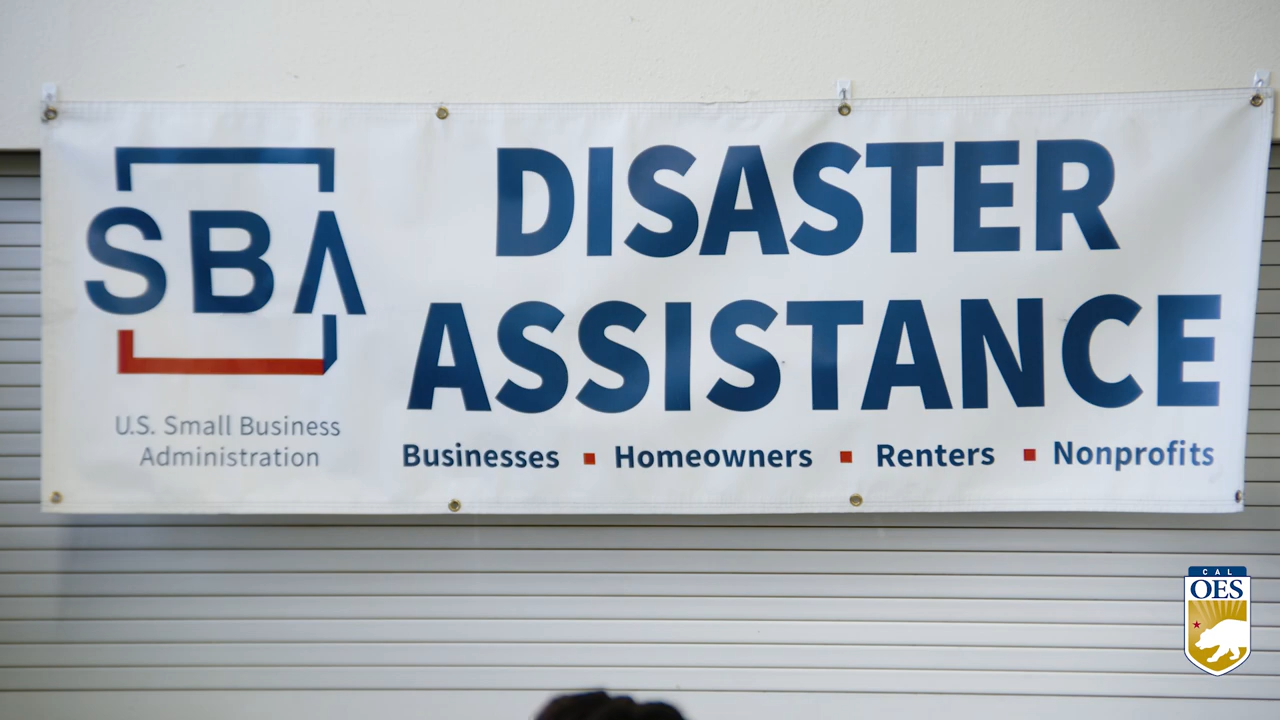 SBA
U.S. Small Business
Administration
DISASTER
ASSISTANCE
Businesses ▪ Homeowners ▪ Renters ▪ Nonprofits
CAL
OES